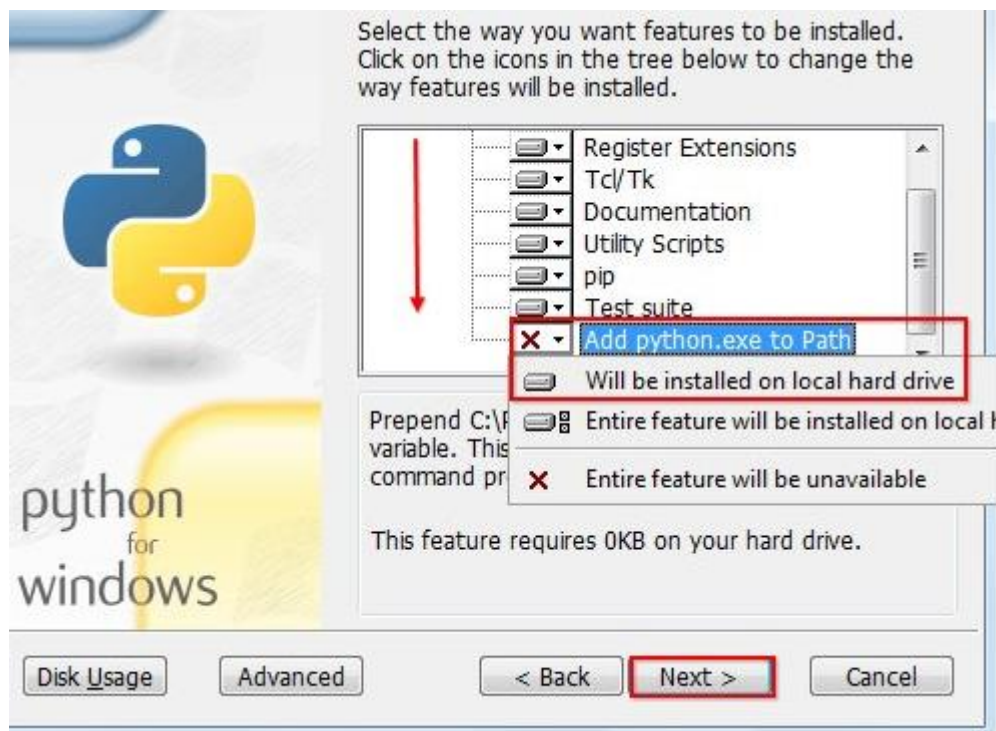 Select the way you want features to be installed.
Click on the icons in the tree below to change the
way features will be installed.
Register Extensions
Tcl/Tk
Documentation
Utility Scripts
pip
Test suite
Add python.exe to Path
Will be installed on local hard drive
Entire feature will be installed on local
Entire feature will be unavailable
Prepend
variable. This
command
This feature requires 0KB on your hard drive.
python
for
windows
Disk Usage
Advanced
< Back
Next >
Cancel